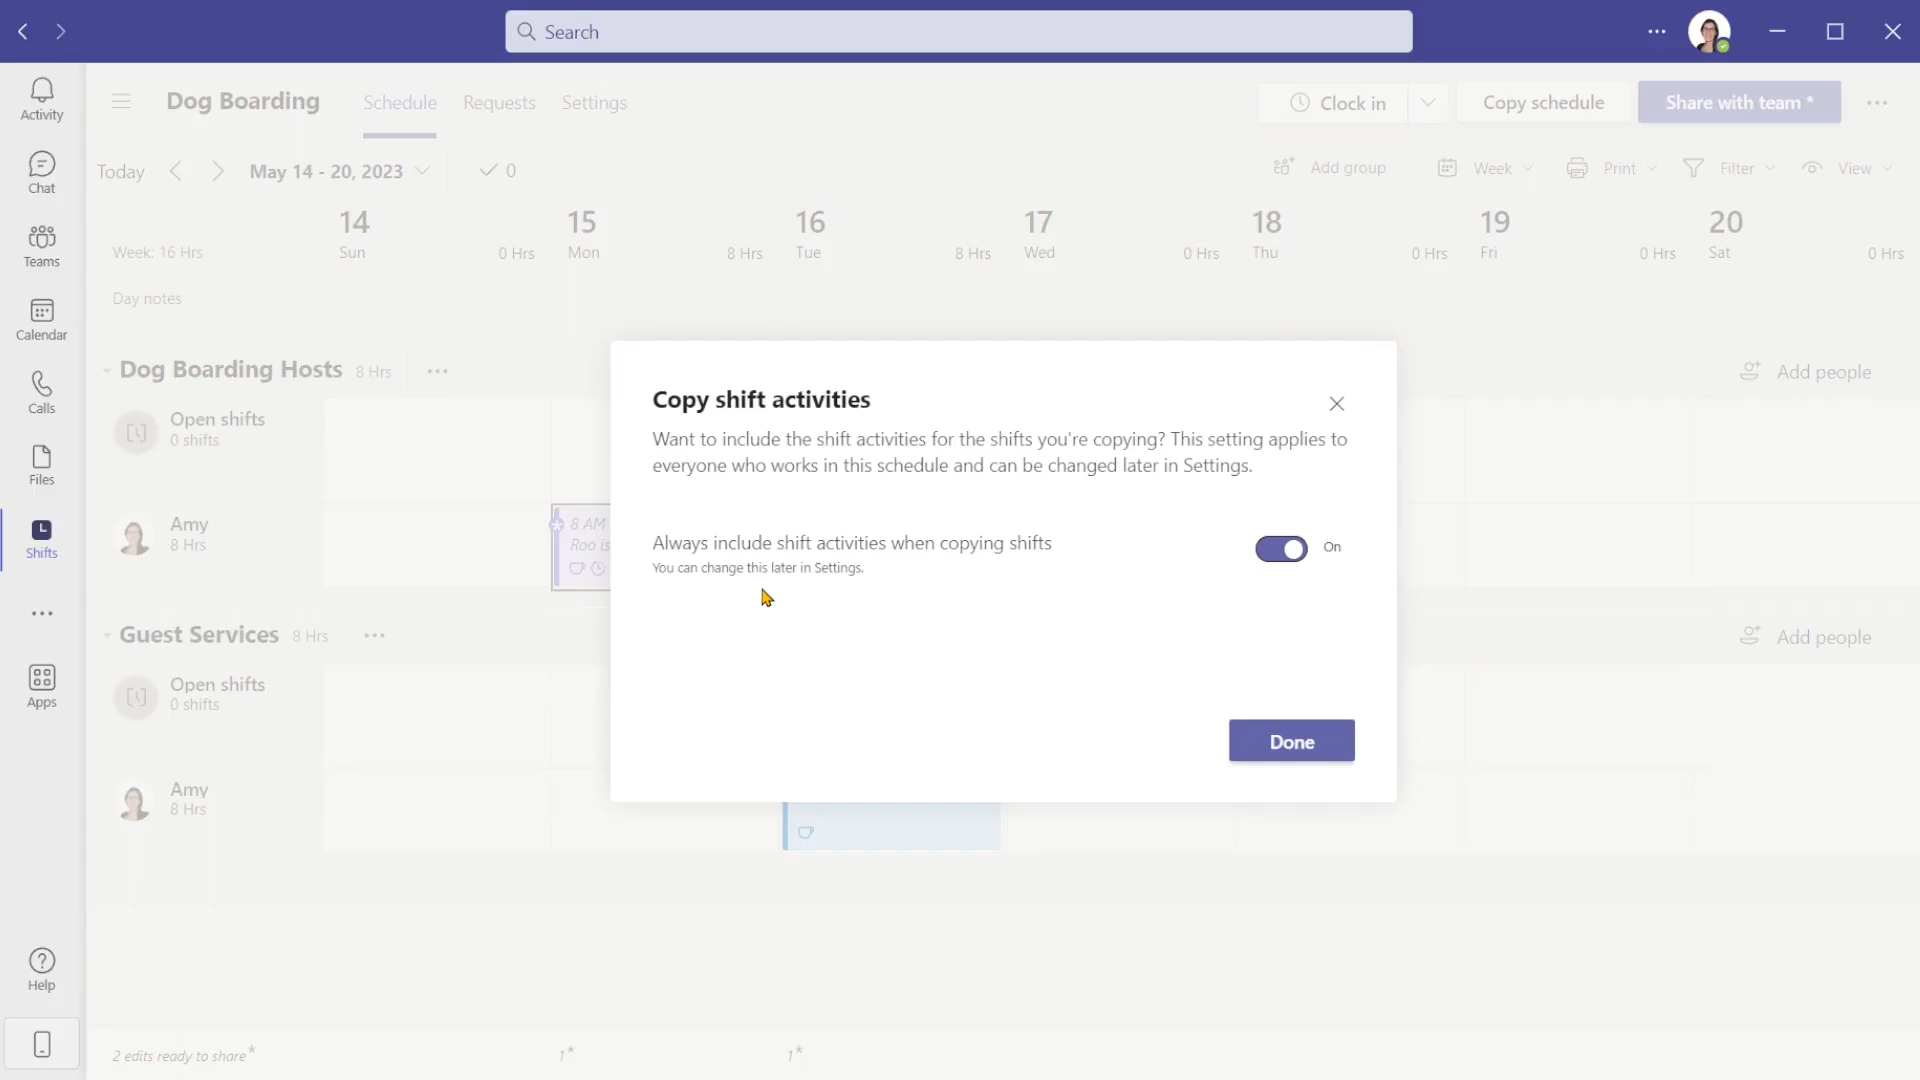 Search
Activity
Chat
Teams
Calendar
Calls
Files
Shifts
Apps
Help
Dog Boarding
Schedule
Requests
Settings
Clock in
Copy schedule
Share with team *
Today
May 14 - 20, 2023
0
Add group
Week
Print
Filter
View
Week: 16 Hrs
14
Sun
0 Hrs
15
Mon
8 Hrs
16
Tue
8 Hrs
17
Wed
0 Hrs
18
Thu
0 Hrs
19
Fri
0 Hrs
20
Sat
0 Hrs
Day notes
Dog Boarding Hosts 8 Hrs
Add people
Open shifts
0 shifts
Amy
8 Hrs
8 AM
Roo is
Guest Services 8 Hrs
Add people
Open shifts
0 shifts
Amy
8 Hrs
Copy shift activities
Want to include the shift activities for the shifts you're copying? This setting applies to
everyone who works in this schedule and can be changed later in Settings.
Always include shift activities when copying shifts
On
You can change this later in Settings.
Done
2 edits ready to share*
1*
1*